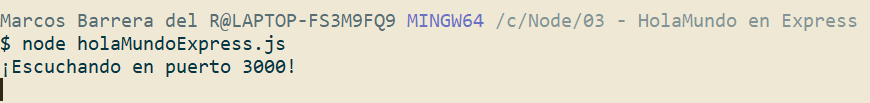 Marcos Barrera del R@LAPTOP-FS3M9FQ9 MINGW64 /c/Node/03 - HolaMundo en Express
$ node holaMundoExpress.js
¡Escuchando en puerto 3000!